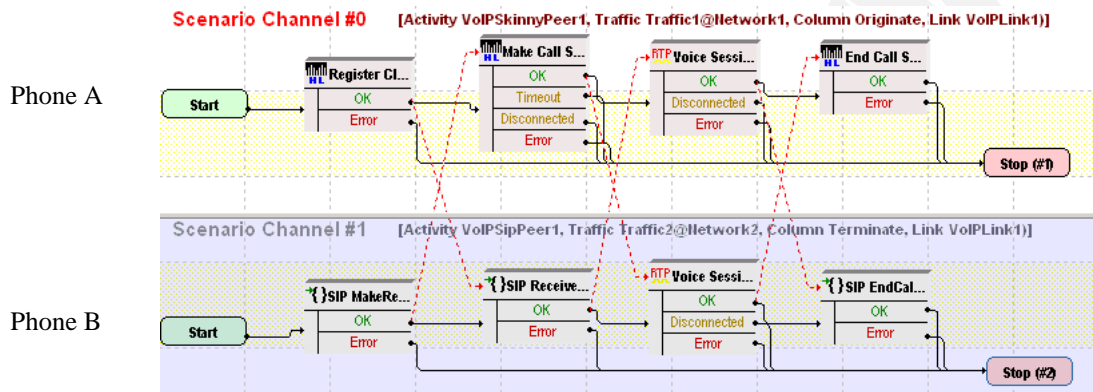 Scenario Channel #0 [Activity VoIPSkinnyPeer1, Traffic Traffic1@Network1, Column Originate, Link VoIPLink1)]
Phone A
Start
HL Register Cl...
OK
Error
HL Make Call S...
OK
Timeout
Disconnected
Error
RTP Voice Sessi...
OK
Disconnected
Error
HL End Call S...
OK
Error
Stop (#1)
Scenario Channel #1 [Activity VoIPSipPeer1, Traffic Traffic2@Network2, Column Terminate, Link VoIPLink1)]
Phone B
Start
{}SIP MakeRe...
OK
Error
{}SIP Receive...
OK
Error
RTP Voice Sessi...
OK
Disconnected
Error
{}SIP EndCal...
OK
Error
Stop (#2)